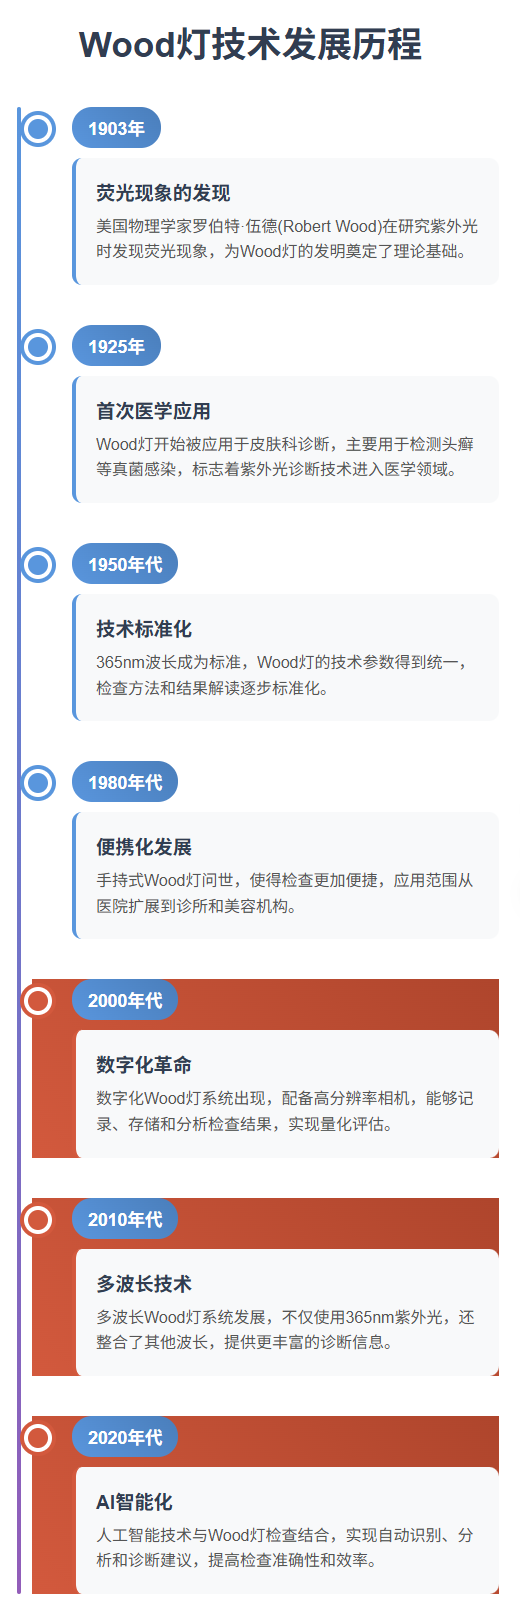 Wood灯技术发展历程
1903年
荧光现象的发现
美国物理学家罗伯特·伍德(Robert Wood)在研究紫外光
时发现荧光现象，为Wood灯的发明奠定了理论基础。
1925年
首次医学应用
Wood灯开始被应用于皮肤科诊断，主要用于检测头癣
等真菌感染，标志着紫外光诊断技术进入医学领域。
1950年代
技术标准化
365nm波长成为标准，Wood灯的技术参数得到统一，
检查方法和结果解读逐步标准化。
1980年代
便携化发展
手持式Wood灯问世，使得检查更加便捷，应用范围从
医院扩展到诊所和美容机构。
2000年代
数字化革命
数字化Wood灯系统出现，配备高分辨率相机，能够记
录、存储和分析检查结果，实现量化评估。
2010年代
多波长技术
多波长Wood灯系统发展，不仅使用365nm紫外光，还
整合了其他波长，提供更丰富的诊断信息。
2020年代
AI智能化
人工智能技术与Wood灯检查结合，实现自动识别、分
析和诊断建议，提高检查准确性和效率。